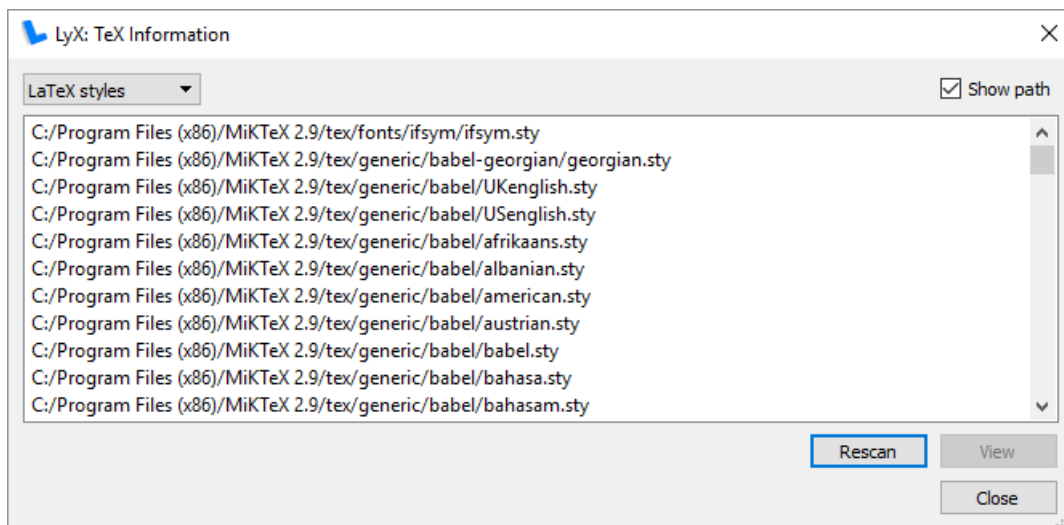 LyX: TeX Information
LaTeX styles
Show path
C:/Program Files (x86)/MiKTeX 2.9/tex/fonts/ifsym/ifsym.sty
C:/Program Files (x86)/MiKTeX 2.9/tex/generic/babel-georgian/georgian.sty
C:/Program Files (x86)/MiKTeX 2.9/tex/generic/babel/UKenglish.sty
C:/Program Files (x86)/MiKTeX 2.9/tex/generic/babel/USenglish.sty
C:/Program Files (x86)/MiKTeX 2.9/tex/generic/babel/afrikaans.sty
C:/Program Files (x86)/MiKTeX 2.9/tex/generic/babel/albanian.sty
C:/Program Files (x86)/MiKTeX 2.9/tex/generic/babel/american.sty
C:/Program Files (x86)/MiKTeX 2.9/tex/generic/babel/austrian.sty
C:/Program Files (x86)/MiKTeX 2.9/tex/generic/babel/babel.sty
C:/Program Files (x86)/MiKTeX 2.9/tex/generic/babel/bahasa.sty
C:/Program Files (x86)/MiKTeX 2.9/tex/generic/babel/bahasam.sty
Rescan
View
Close